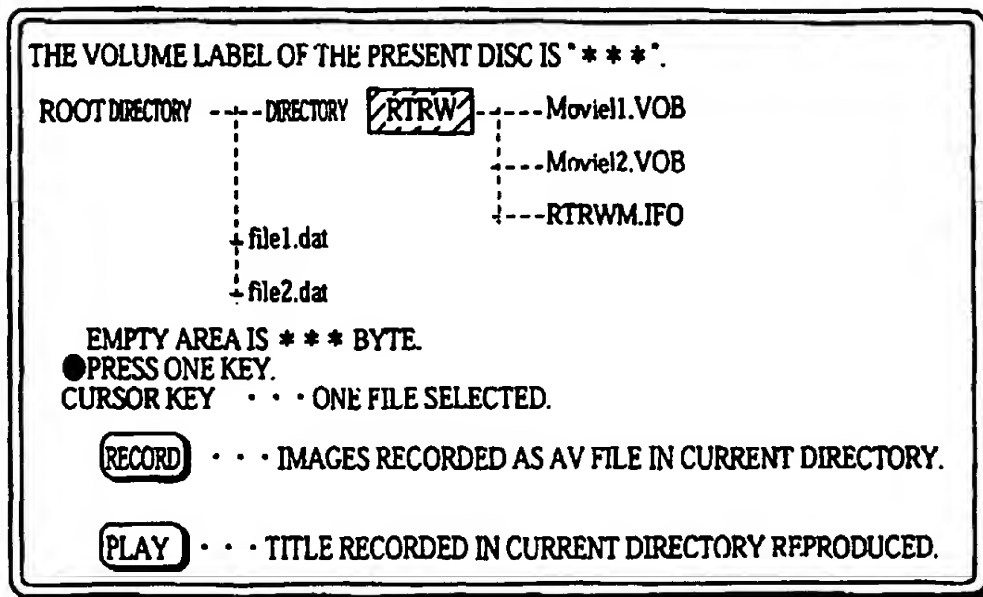 THE VOLUME LABEL OF THE PRESENT DISC IS "* * *".
ROOT DIRECTORY DIRECTORY RTRW Moviel1.VOB
Moviel2.VOB
RTRWM.IFO
file1.dat
file2.dat
EMPTY AREA IS * * * BYTE.
●PRESS ONE KEY.
CURSOR KEY · · · ONE FILE SELECTED.
RECORD · · · IMAGES RECORDED AS AV FILE IN CURRENT DIRECTORY.
PLAY · · · TITLE RECORDED IN CURRENT DIRECTORY REPRODUCED.